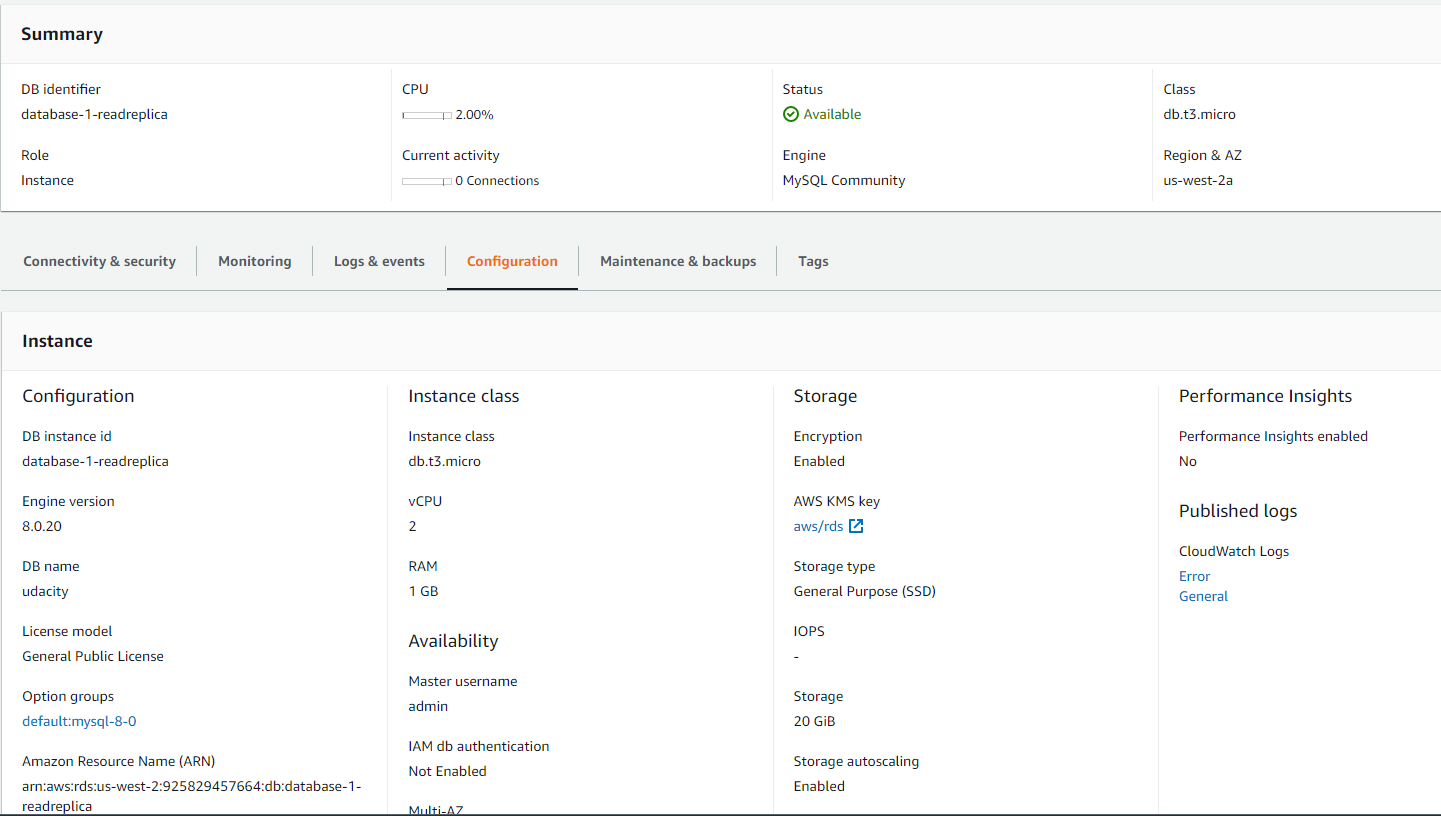 Summary
DB identifier
database-1-readreplica
CPU
2.00%
Status
Available
Class
db.t3.micro
Role
Instance
Current activity
0 Connections
Engine
MySQL Community
Region & AZ
us-west-2a
Connectivity & security
Monitoring
Logs & events
Configuration
Maintenance & backups
Tags
Instance
Configuration
DB instance id
database-1-readreplica
Engine version
8.0.20
DB name
udacity
License model
General Public License
Option groups
default:mysql-8-0
Amazon Resource Name (ARN)
arn:aws:rds:us-west-2:925829457664:db:database-1-
readreplica
Instance class
Instance class
db.t3.micro
vCPU
2
RAM
1 GB
Availability
Master username
admin
IAM db authentication
Not Enabled
Multi-AZ
Storage
Encryption
Enabled
AWS KMS key
aws/rds
Storage type
General Purpose (SSD)
IOPS
-
Storage
20 GiB
Storage autoscaling
Enabled
Performance Insights
Performance Insights enabled
No
Published logs
CloudWatch Logs
Error
General